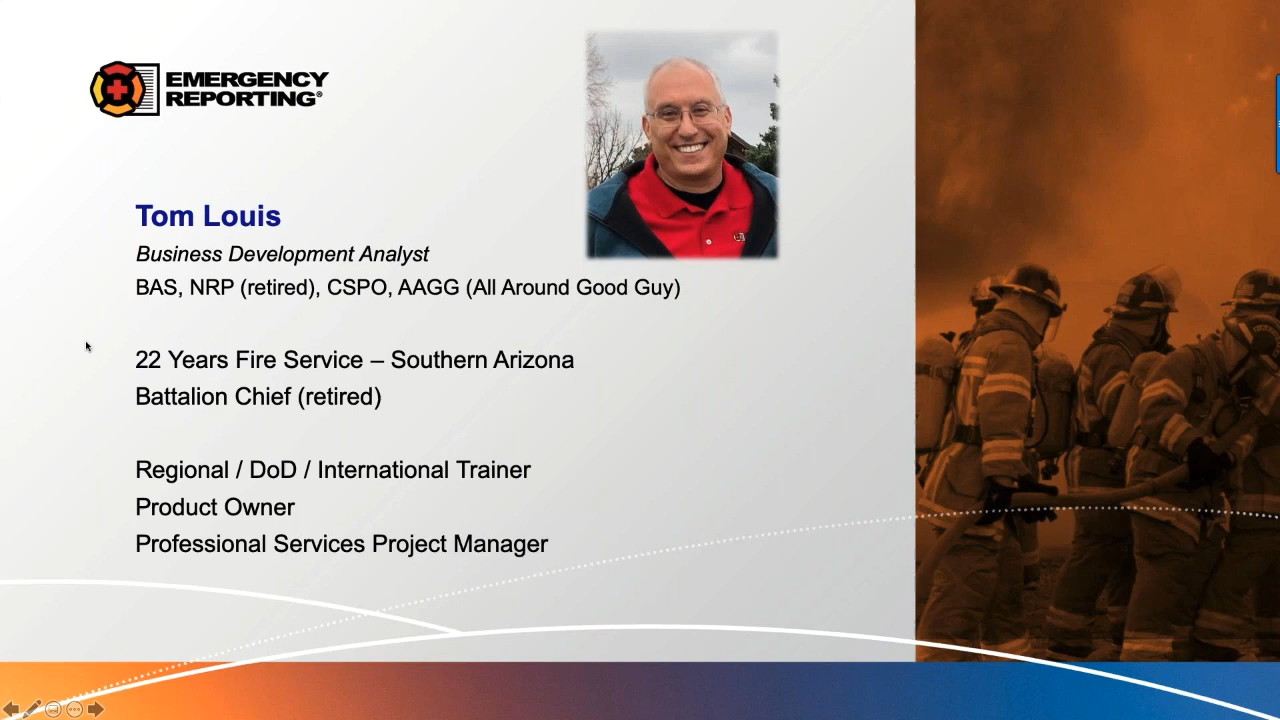 EMERGENCY
REPORTING®
Tom Louis
Business Development Analyst
BAS, NRP (retired), CSPO, AAGG (All Around Good Guy)
22 Years Fire Service – Southern Arizona
Battalion Chief (retired)
Regional / DoD / International Trainer
Product Owner
Professional Services Project Manager